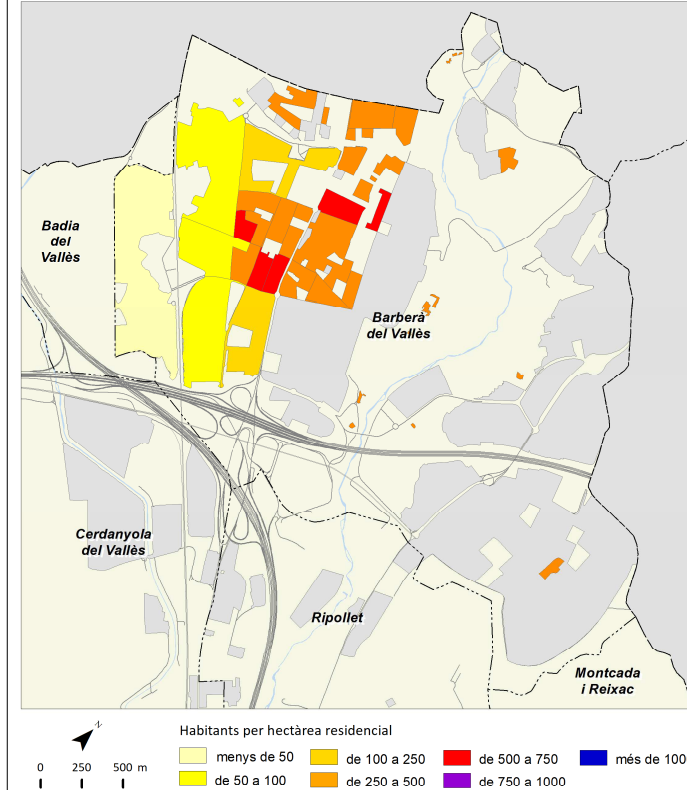 Badia
del
Vallès
Barberà
del Vallès
Cerdanyola
del Vallès
Ripollet
Montcada
i Reixac
N
Habitants per hectàrea residencial
menys de 50
de 100 a 250
de 500 a 750
més de 100
de 50 a 100
de 250 a 500
de 750 a 1000
0 250 500 m